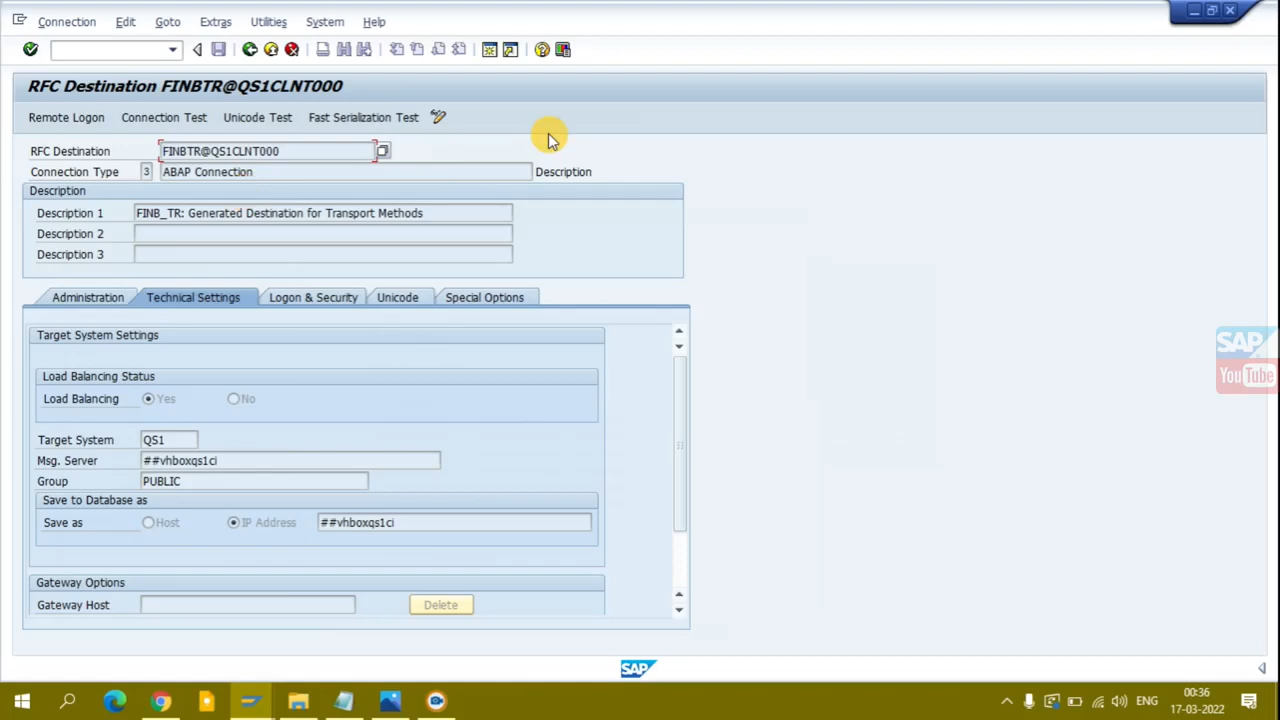 Connection Edit Goto Extras Utilities System Help
RFC Destination FINBTR@QS1CLNT000
Remote Logon Connection Test Unicode Test Fast Serialization Test
RFC Destination FINBTR@QS1CLNT000
Connection Type 3 ABAP Connection Description
Description
Description 1 FINB_TR: Generated Destination for Transport Methods
Description 2
Description 3
Administration Technical Settings Logon & Security Unicode Special Options
Target System Settings
Load Balancing Status
Load Balancing Yes No
Target System QS1
Msg. Server ##vhboxqs1ci
Group PUBLIC
Save to Database as
Save as Host IP Address ##vhboxqs1ci
Gateway Options
Gateway Host Delete
SAP
YouTube
SAP
ENG
00:36
17-03-2022